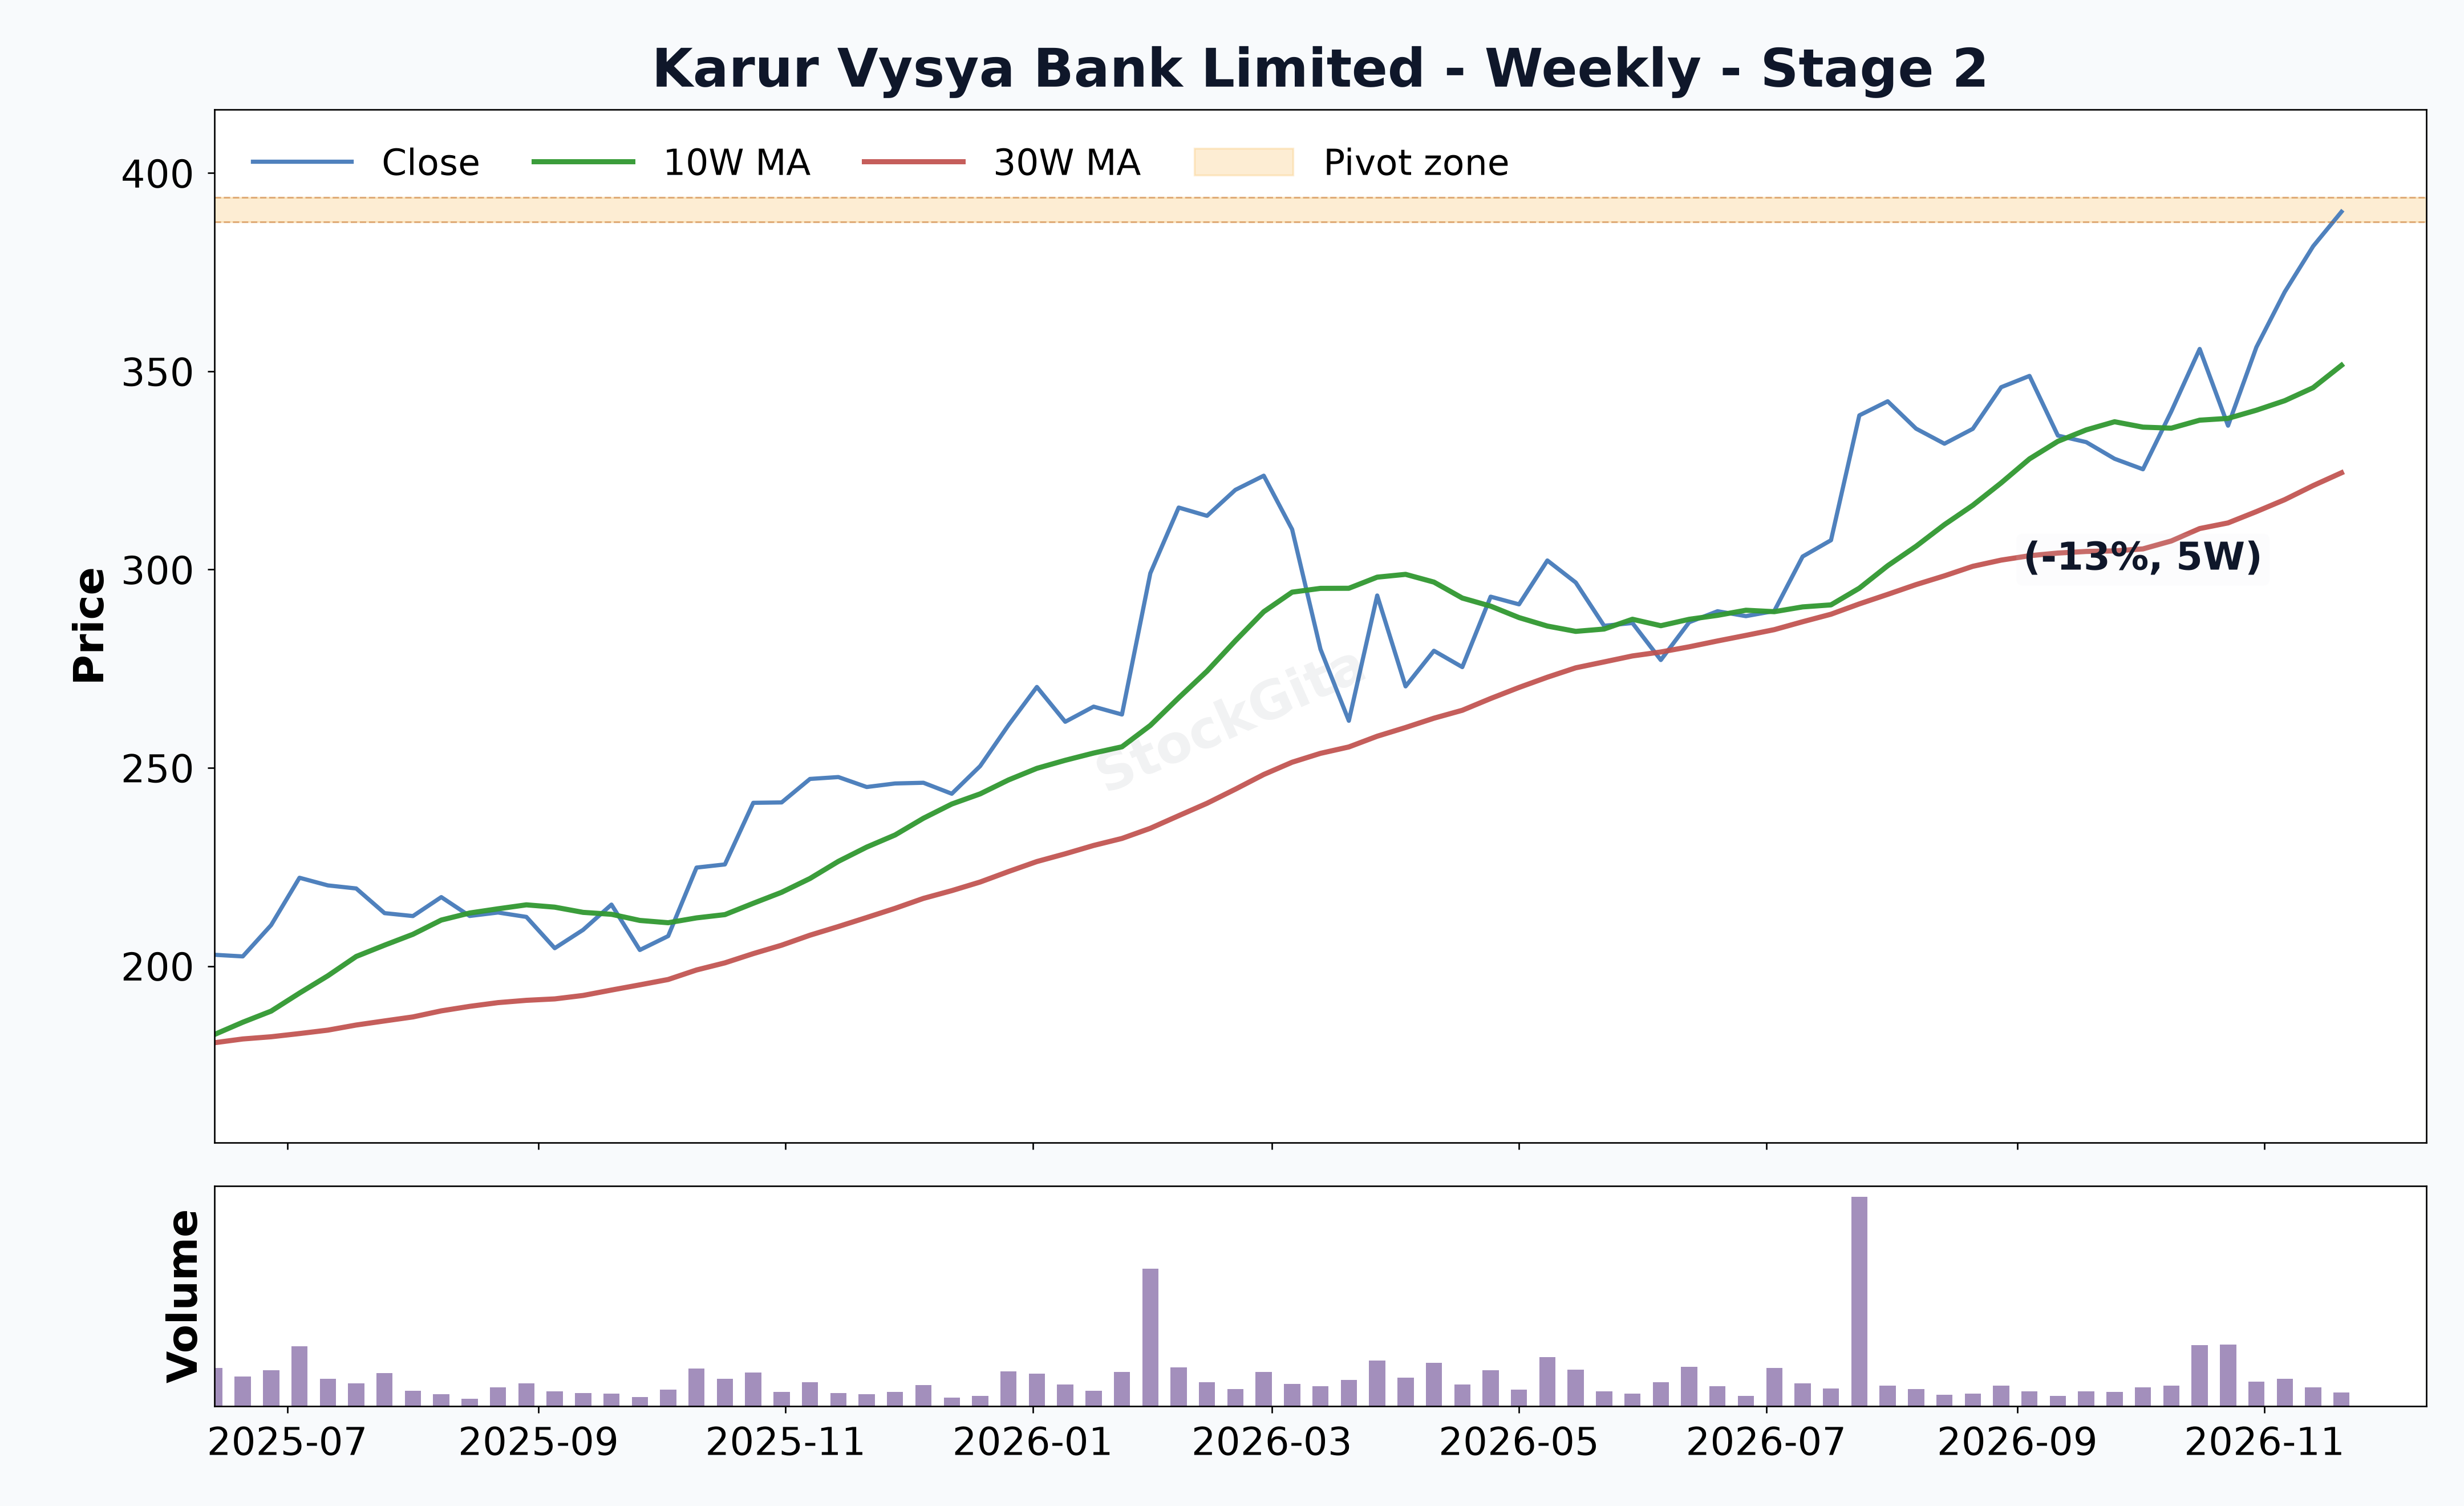 Karur Vysya Bank Limited - Weekly - Stage 2
Close 10W MA 30W MA Pivot zone
400
350
300
250
200
Price
(-13%, 5W)
StockGita
Volume
2025-07 2025-09 2025-11 2026-01 2026-03 2026-05 2026-07 2026-09 2026-11